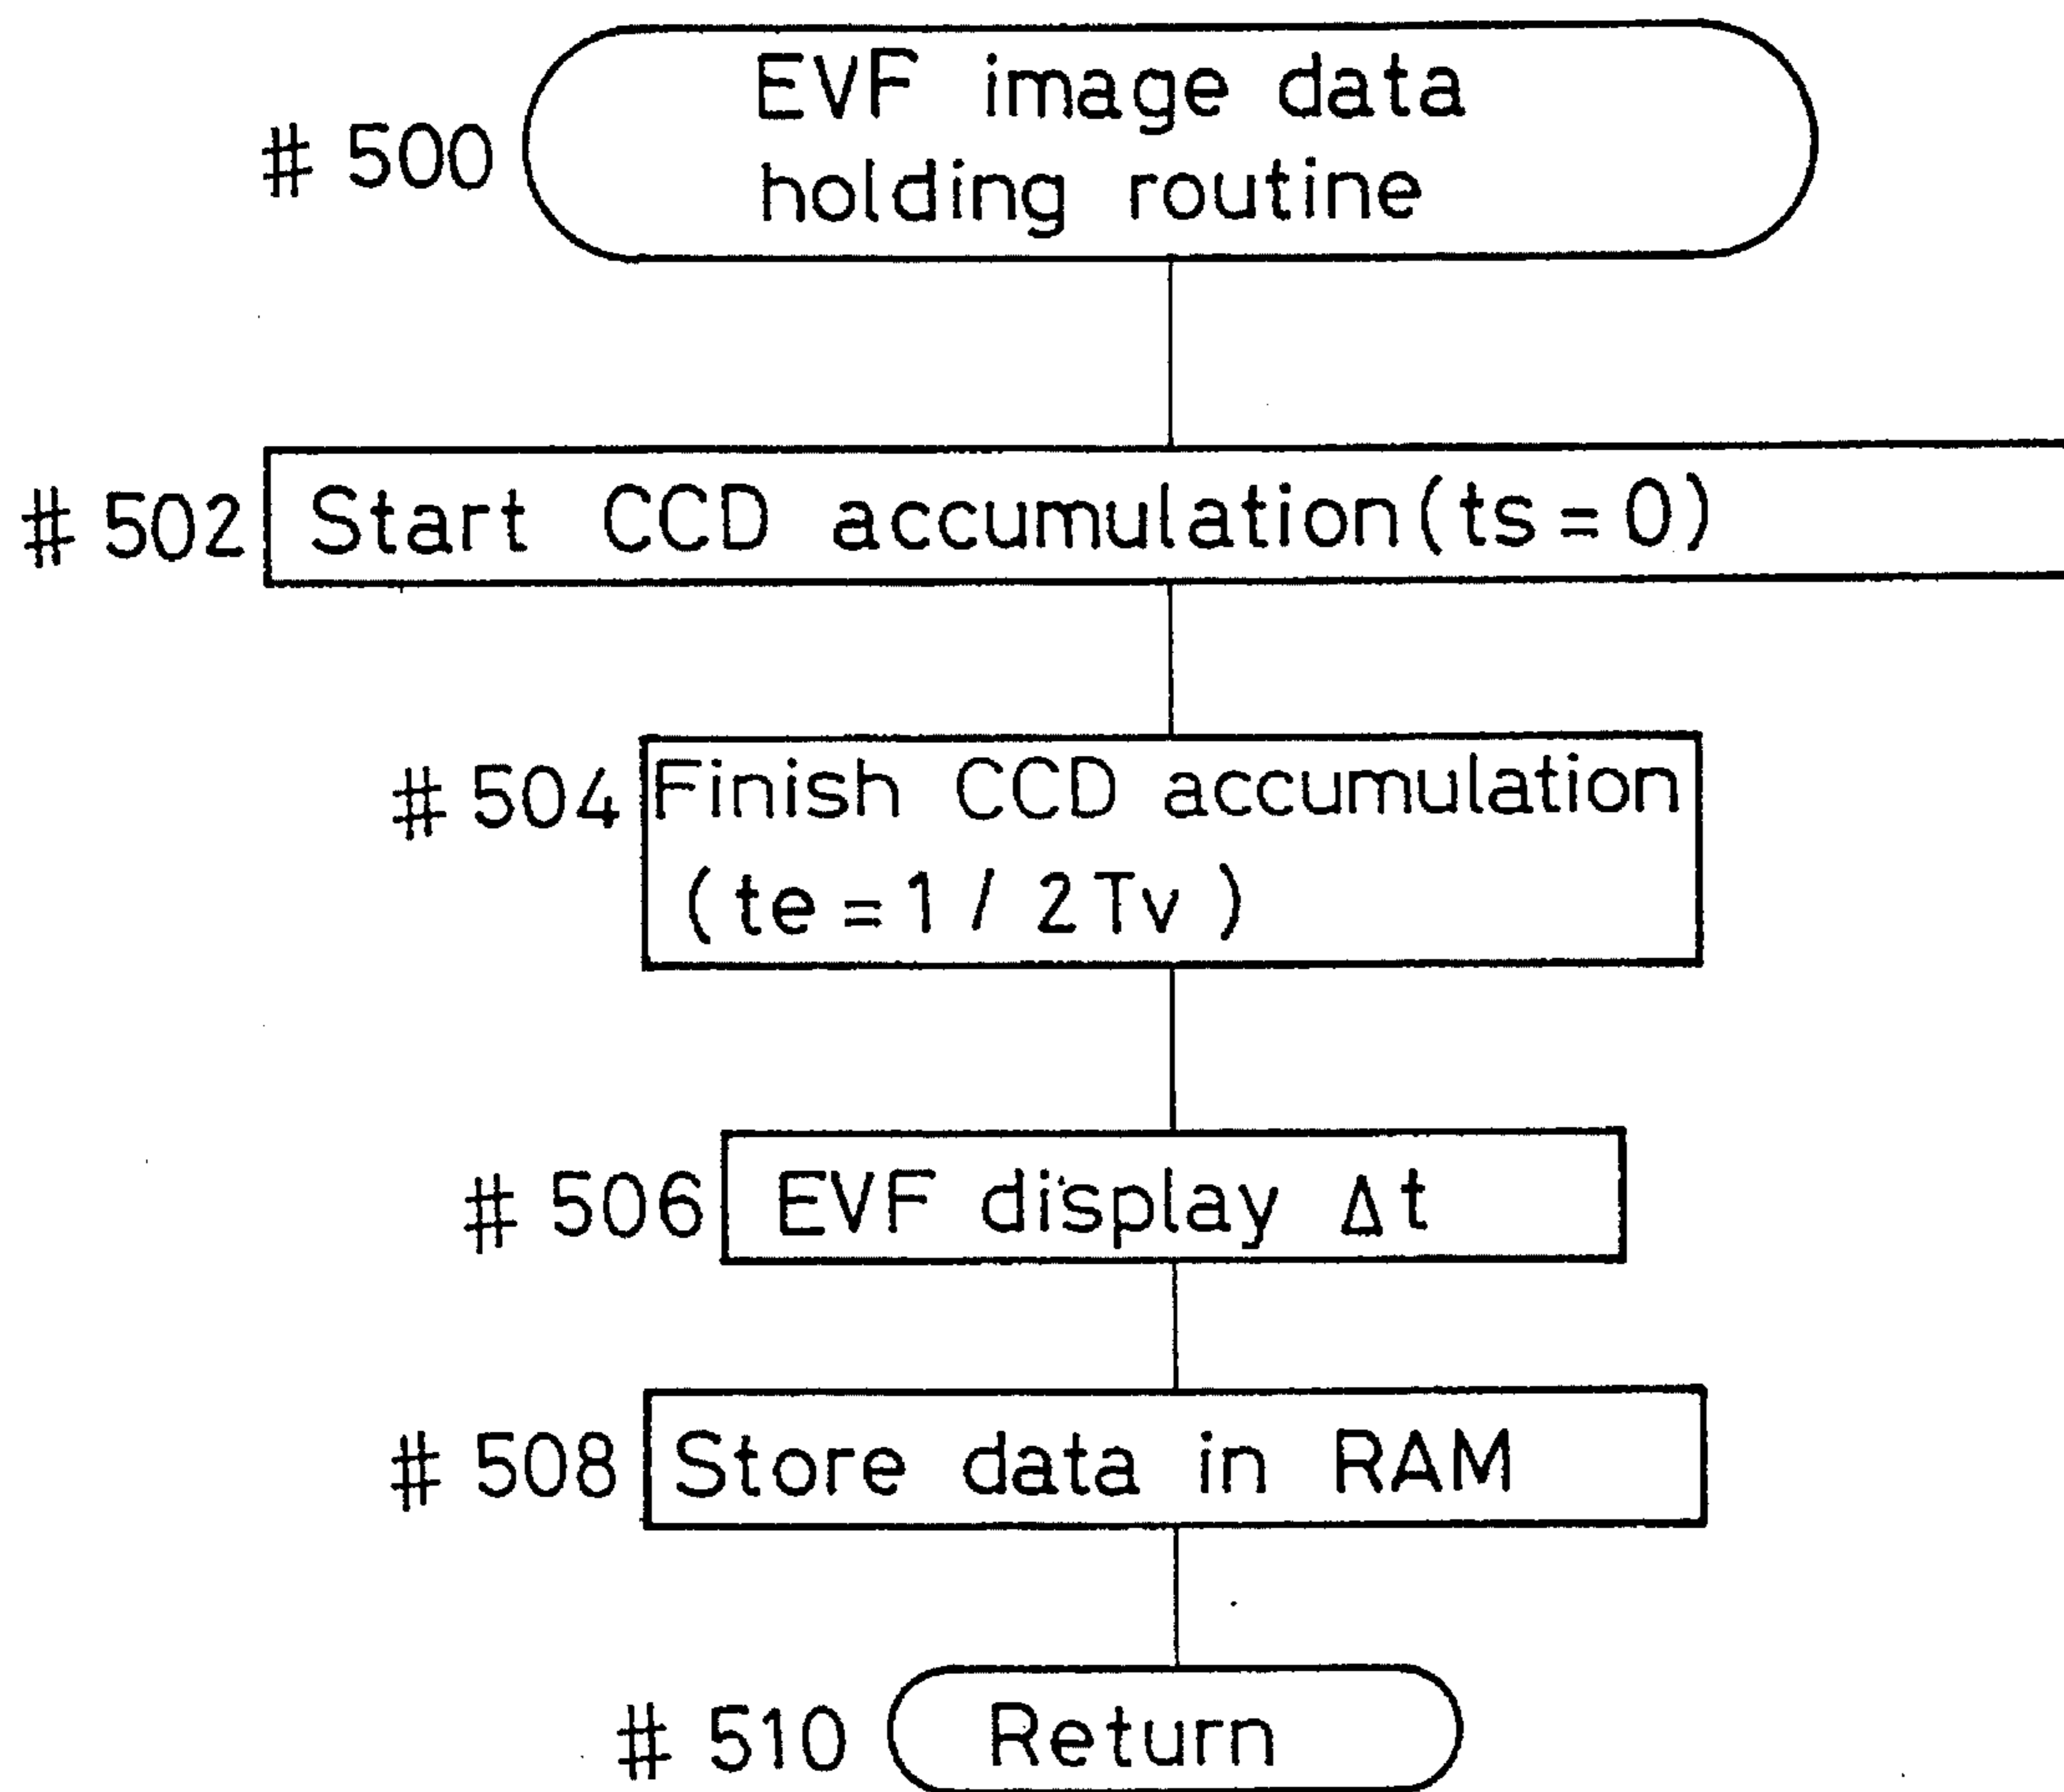 EVF image data
# 500
holding routine
# 502 Start CCD accumulation(ts=0)
# 504 Finish CCD accumulation
(te=1/2Tv)
# 506 EVF display Δt
# 508 Store data in RAM
# 510 Return